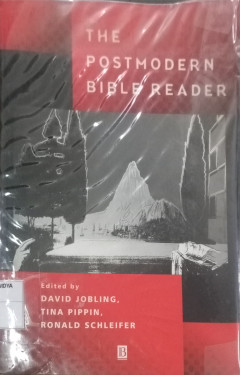 THE
POSTMODERN
BIBLE READER
Edited by
DAVID JOBLING,
TINA PIPPIN,
RONALD SCHLEIFER
B